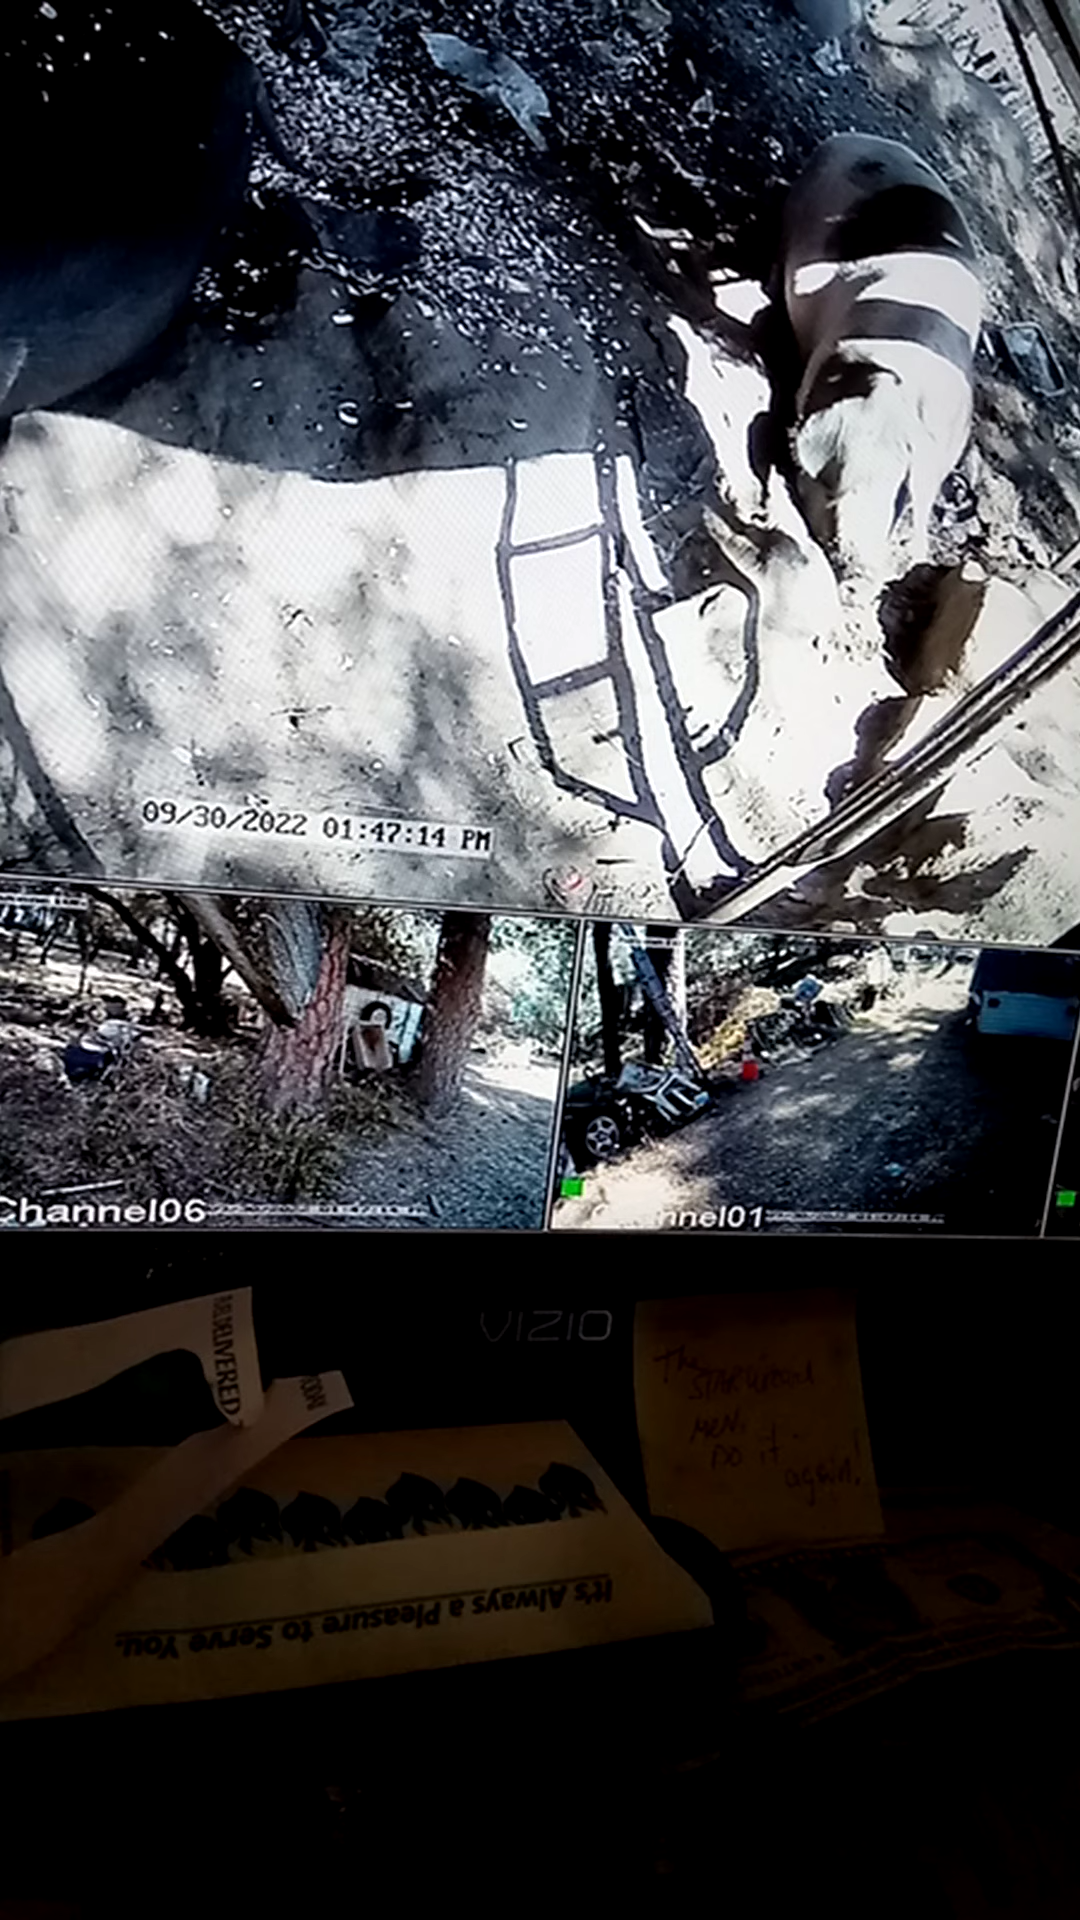 09/30/2022 01:47:14 PM
Channel06
nnel01
VIZIO
DELIVERED
The
STARWOOD
MEN.
DO it
again!
It's Always a Pleasure to Serve You.